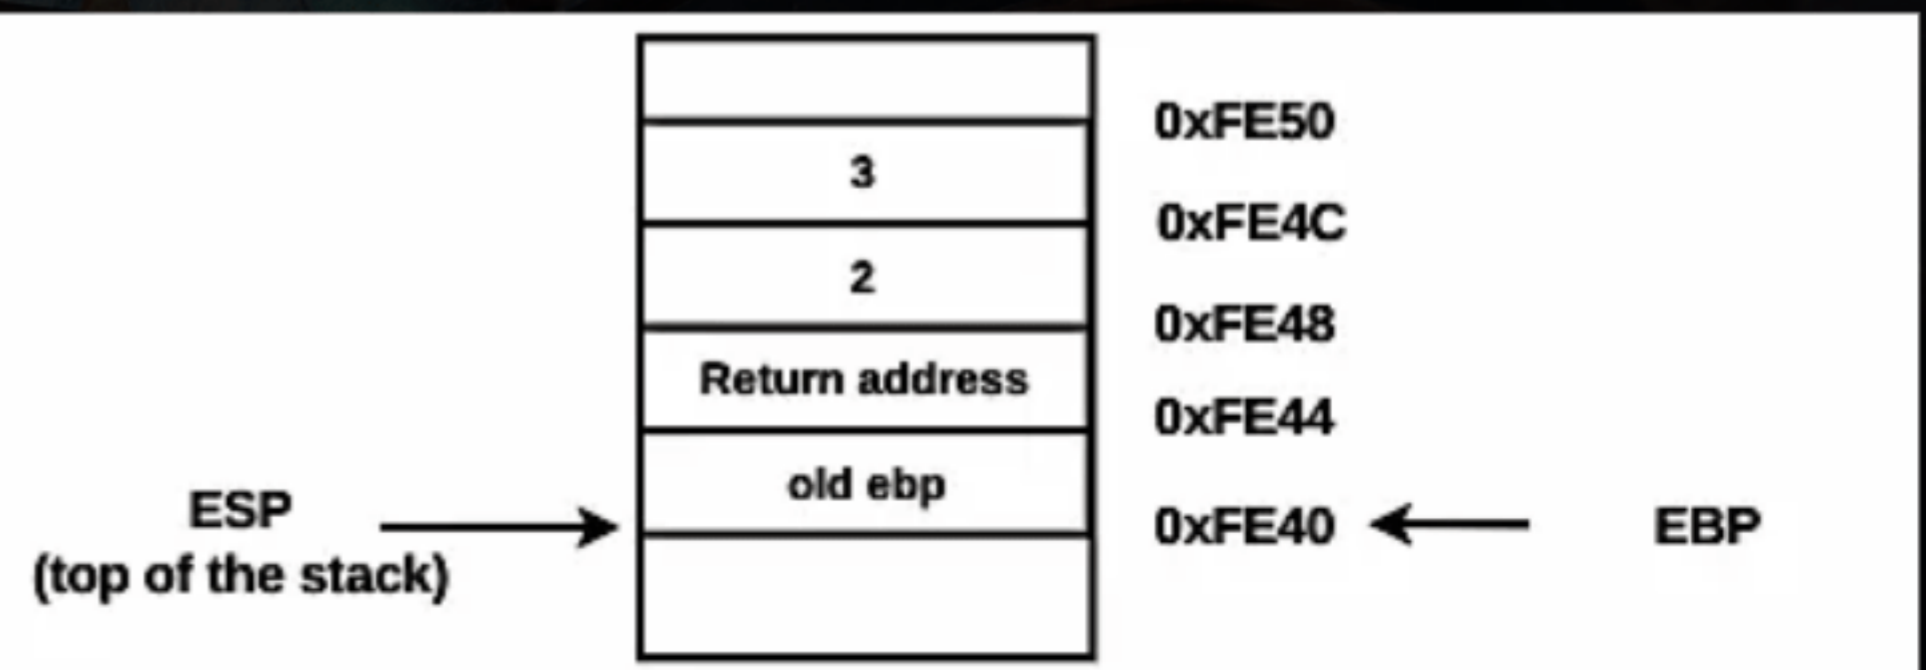 0xFE50
3
0xFE4C
2
0xFE48
Return address
0xFE44
old ebp
ESP
(top of the stack)
0xFE40
EBP